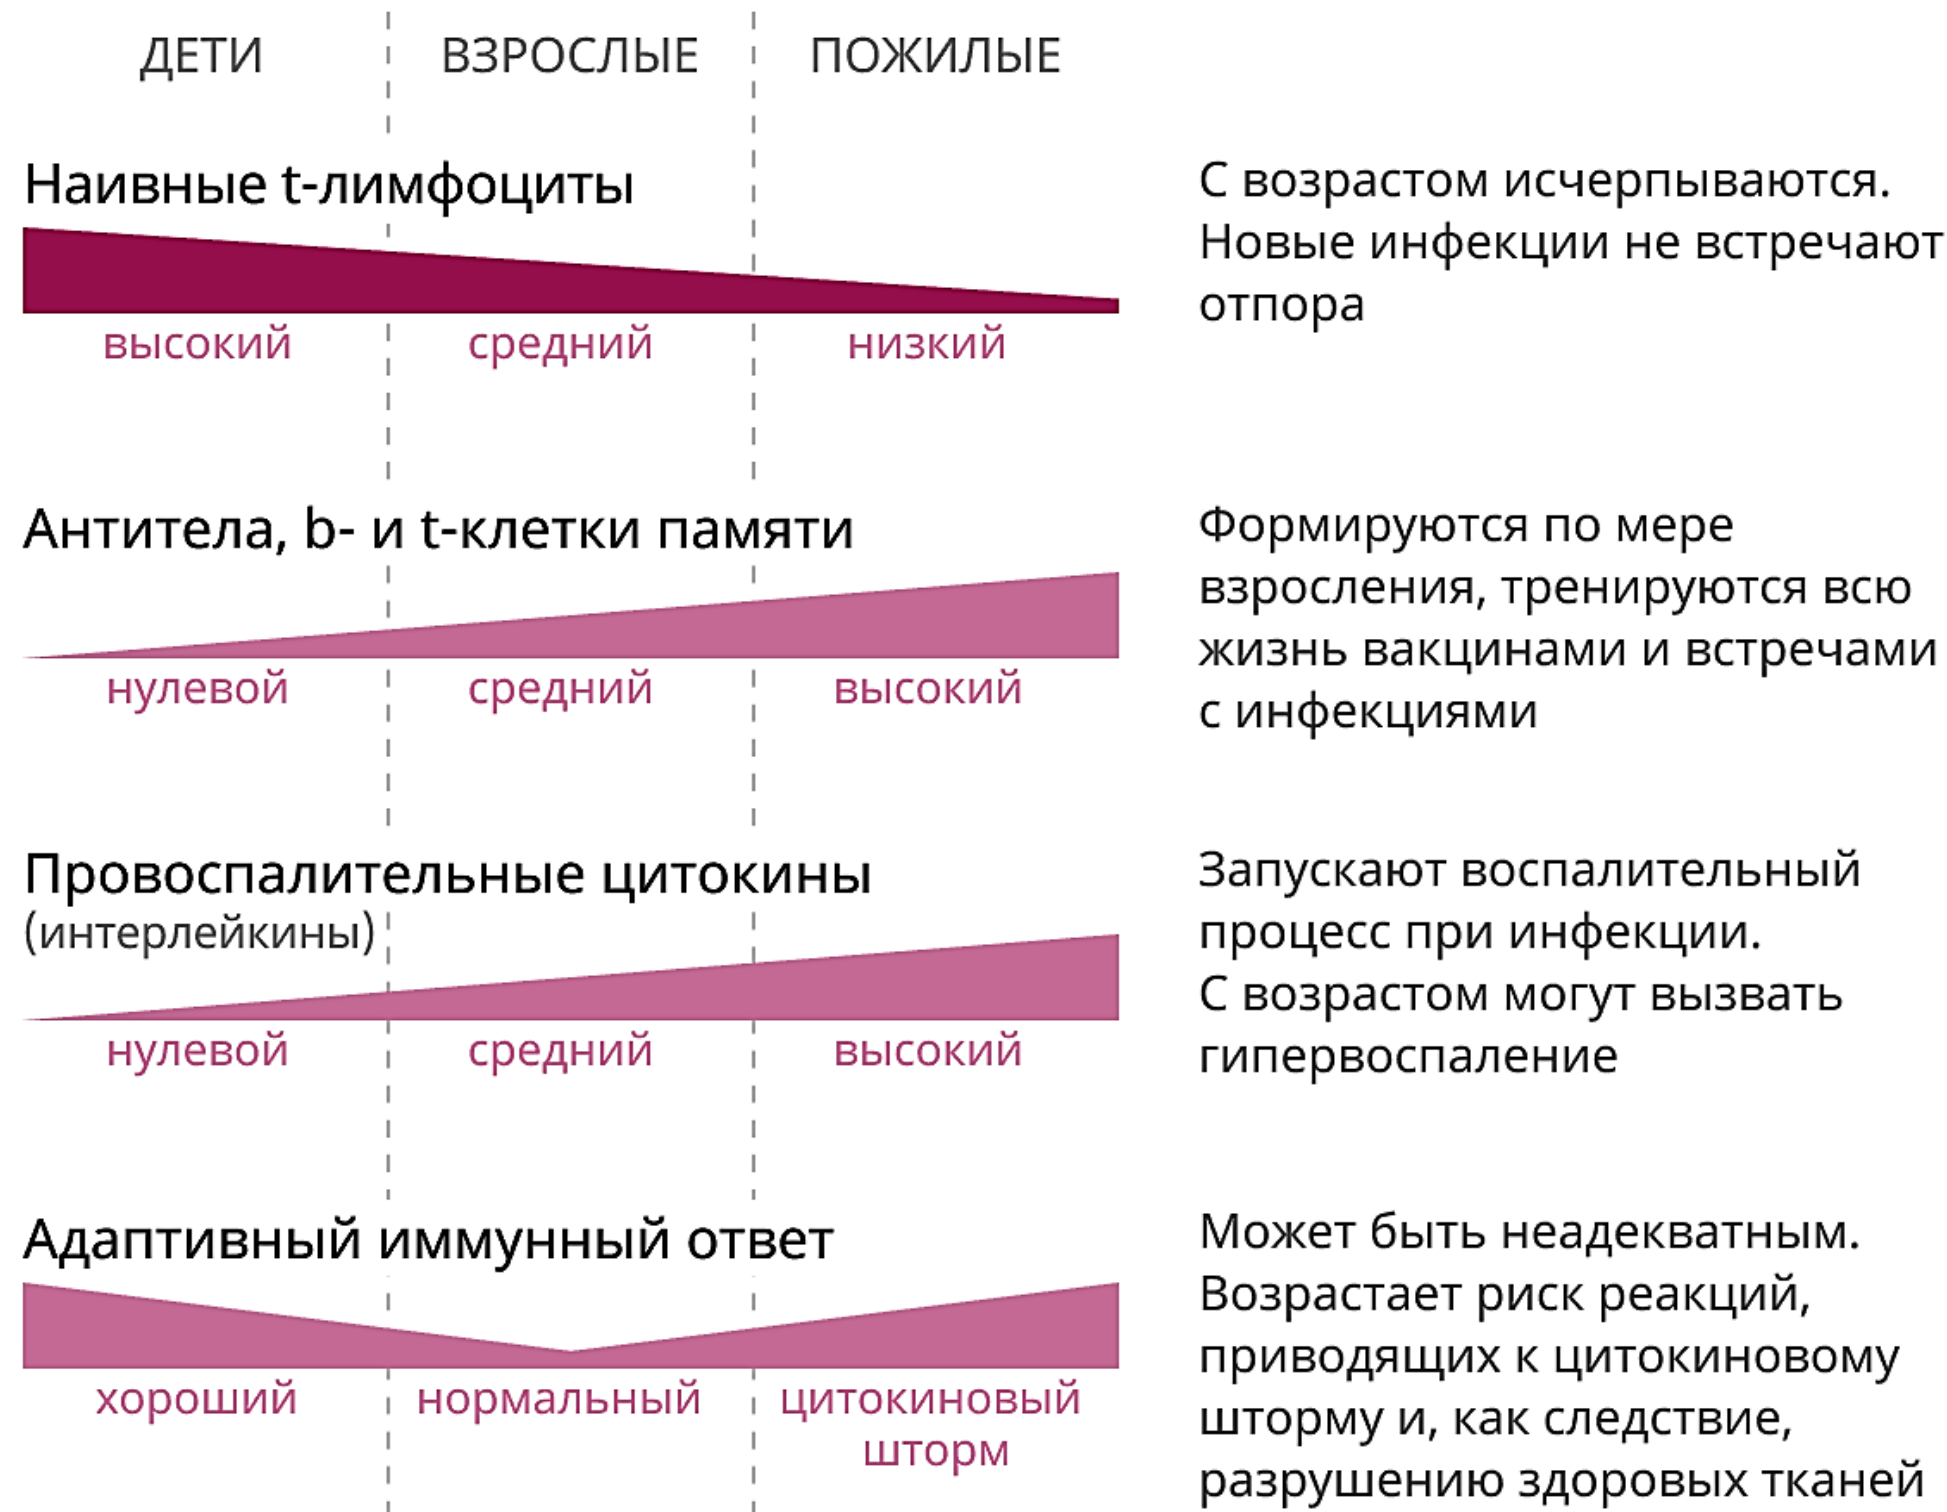 ДЕТИ
ВЗРОСЛЫЕ
ПОЖИЛЫЕ
Наивные t-лимфоциты
высокий
средний
низкий
С возрастом исчерпываются.
Новые инфекции не встречают
отпора
Антитела, b- и t-клетки памяти
нулевой
средний
высокий
Формируются по мере
взросления, тренируются всю
жизнь вакцинами и встречами
с инфекциями
Провоспалительные цитокины
(интерлейкины)
нулевой
средний
высокий
Запускают воспалительный
процесс при инфекции.
С возрастом могут вызвать
гипервоспаление
Адаптивный иммунный ответ
хороший
нормальный
цитокиновый
шторм
Может быть неадекватным.
Возрастает риск реакций,
приводящих к цитокиновому
шторму и, как следствие,
разрушению здоровых тканей